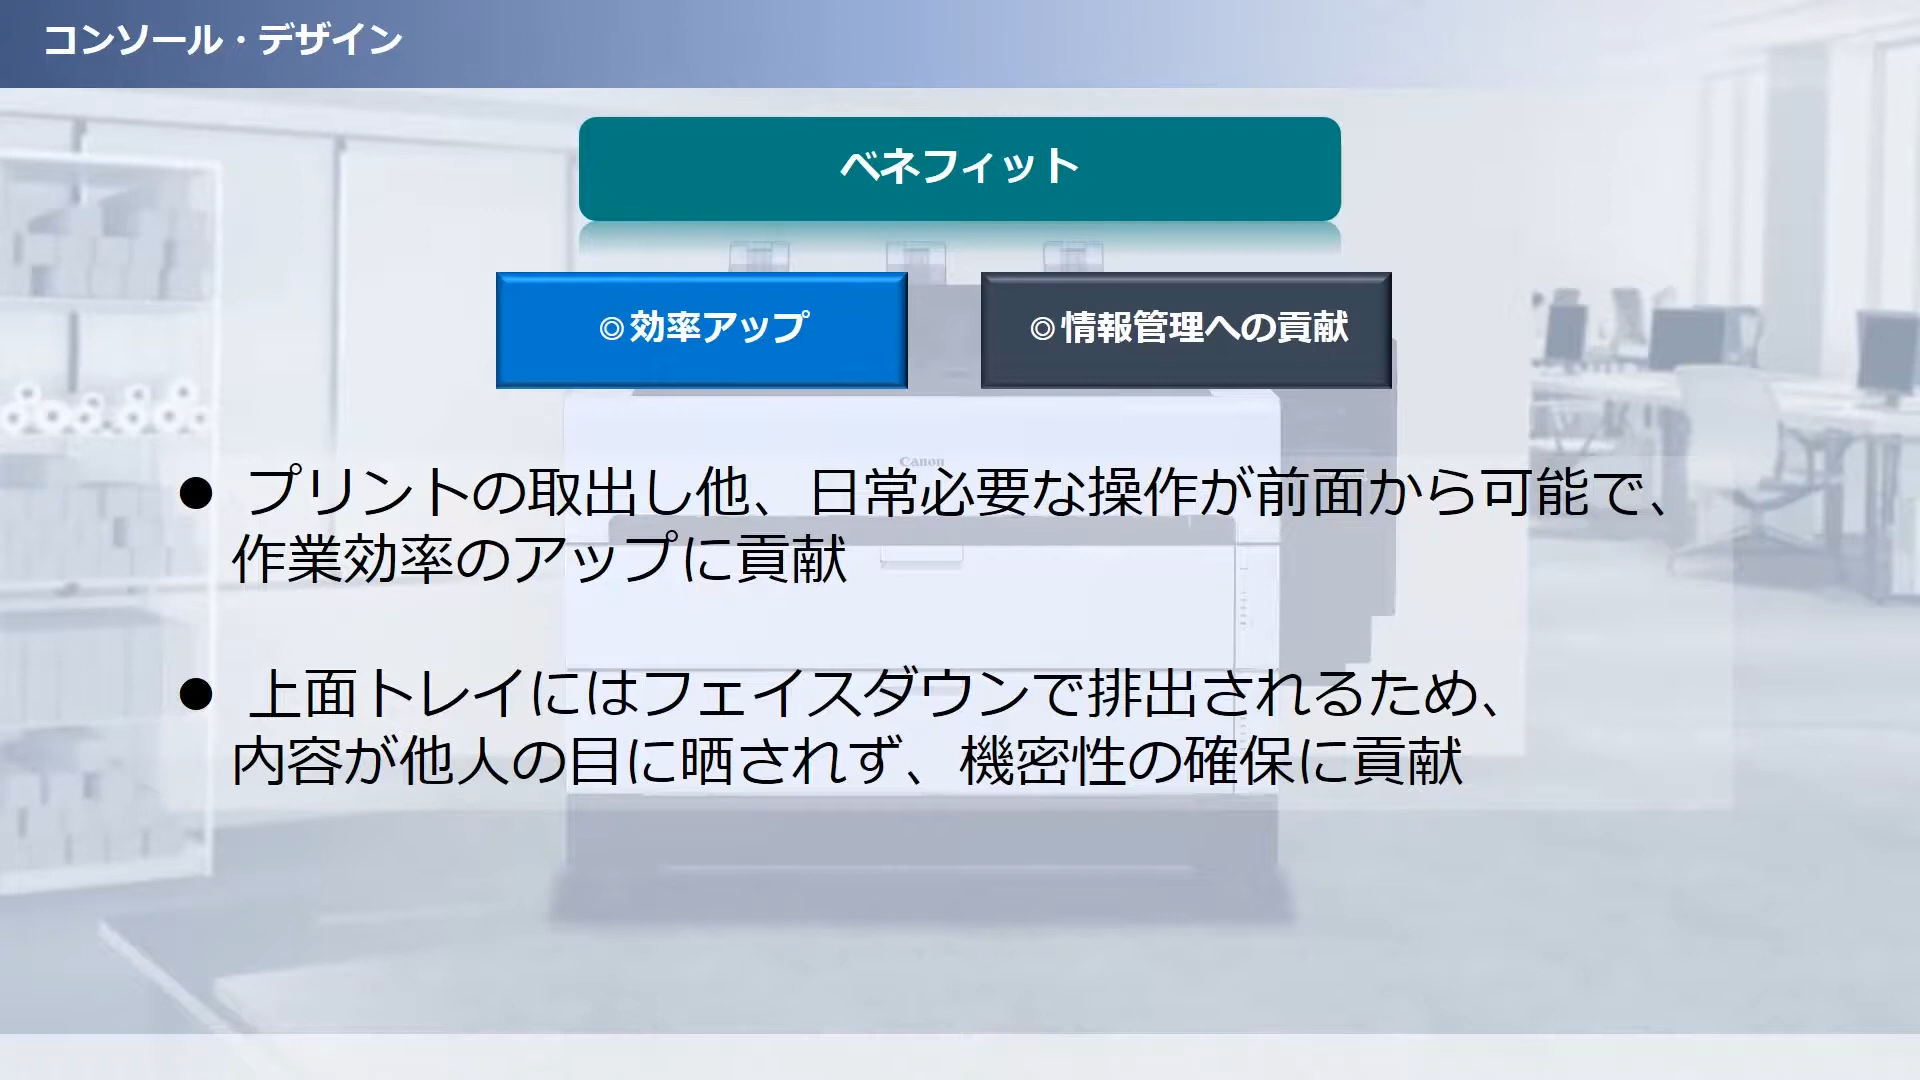 コンソール・デザイン
ベネフィット
◎効率アップ
◎情報管理への貢献
Canon
● プリントの取出し他、日常必要な操作が前面から可能で、
作業効率のアップに貢献
● 上面トレイにはフェイスダウンで排出されるため、
内容が他人の目に晒されず、機密性の確保に貢献